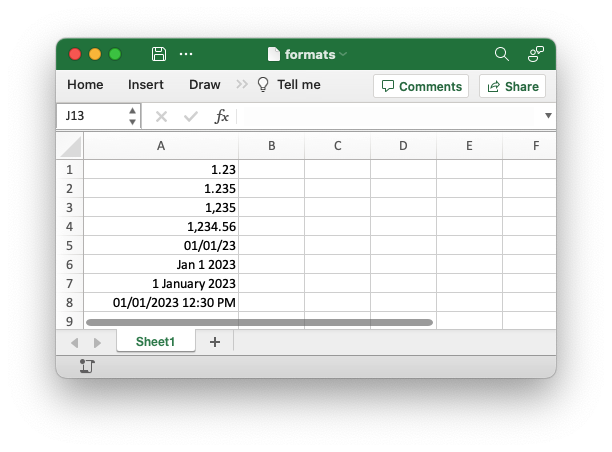 formats
Home Insert Draw Tell me Comments Share
J13 fx
A B C D E F
1 1.23
2 1.235
3 1,235
4 1,234.56
5 01/01/23
6 Jan 1 2023
7 1 January 2023
8 01/01/2023 12:30 PM
9
Sheet1 +